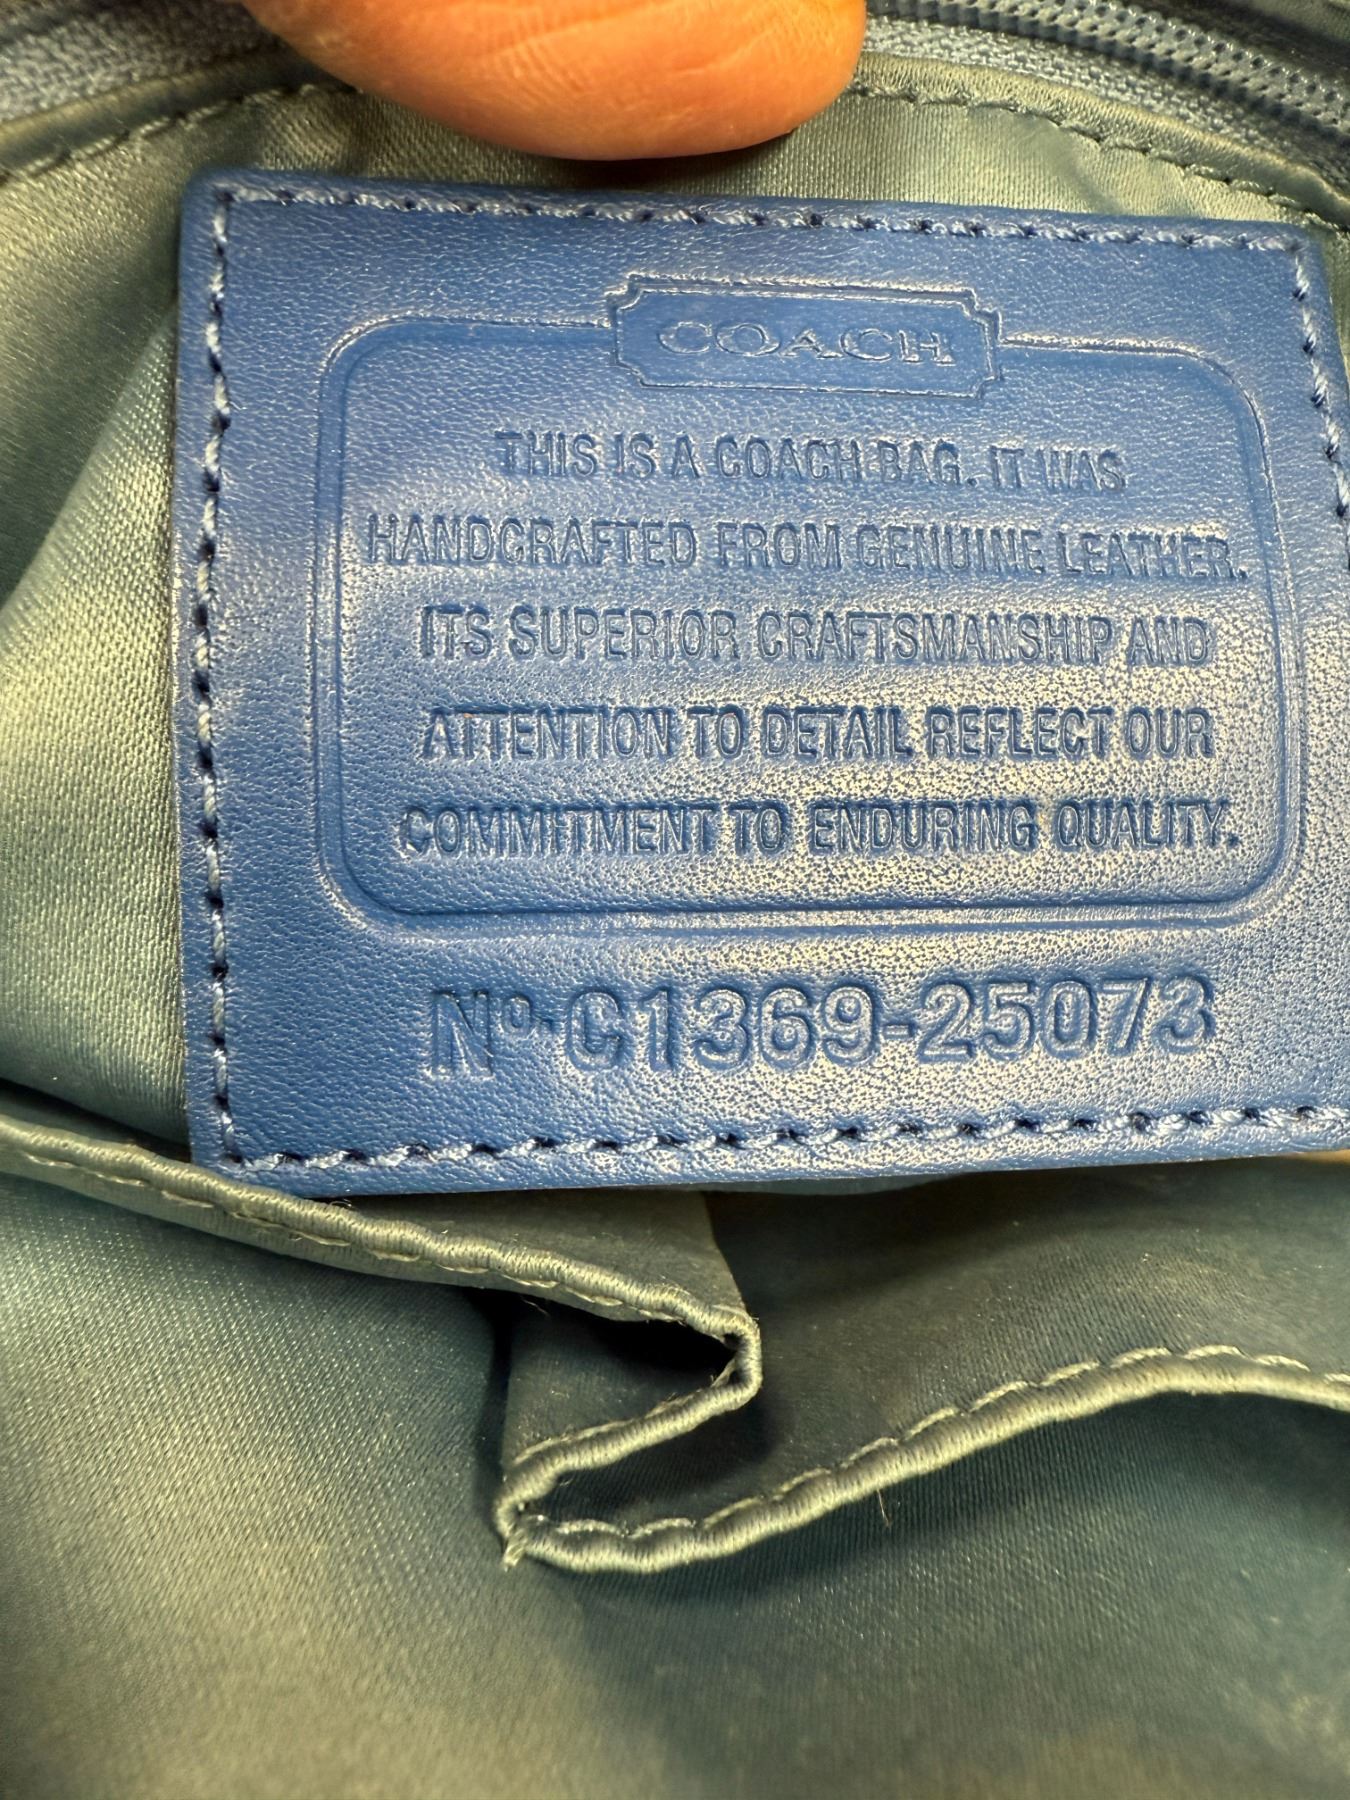 COACH
THIS IS A COACH BAG. IT WAS
HANDCRAFTED FROM GENUINE LEATHER.
ITS SUPERIOR CRAFTSMANSHIP AND
ATTENTION TO DETAIL REFLECT OUR
COMMITMENT TO ENDURING QUALITY.
Nº C1369-25073